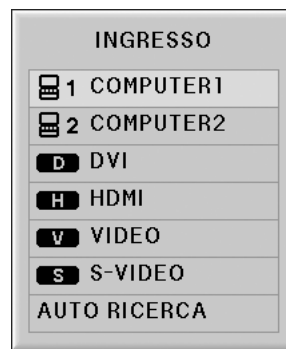 INGRESSO
1 COMPUTER1
2 COMPUTER2
D DVI
H HDMI
V VIDEO
S S-VIDEO
AUTO RICERCA